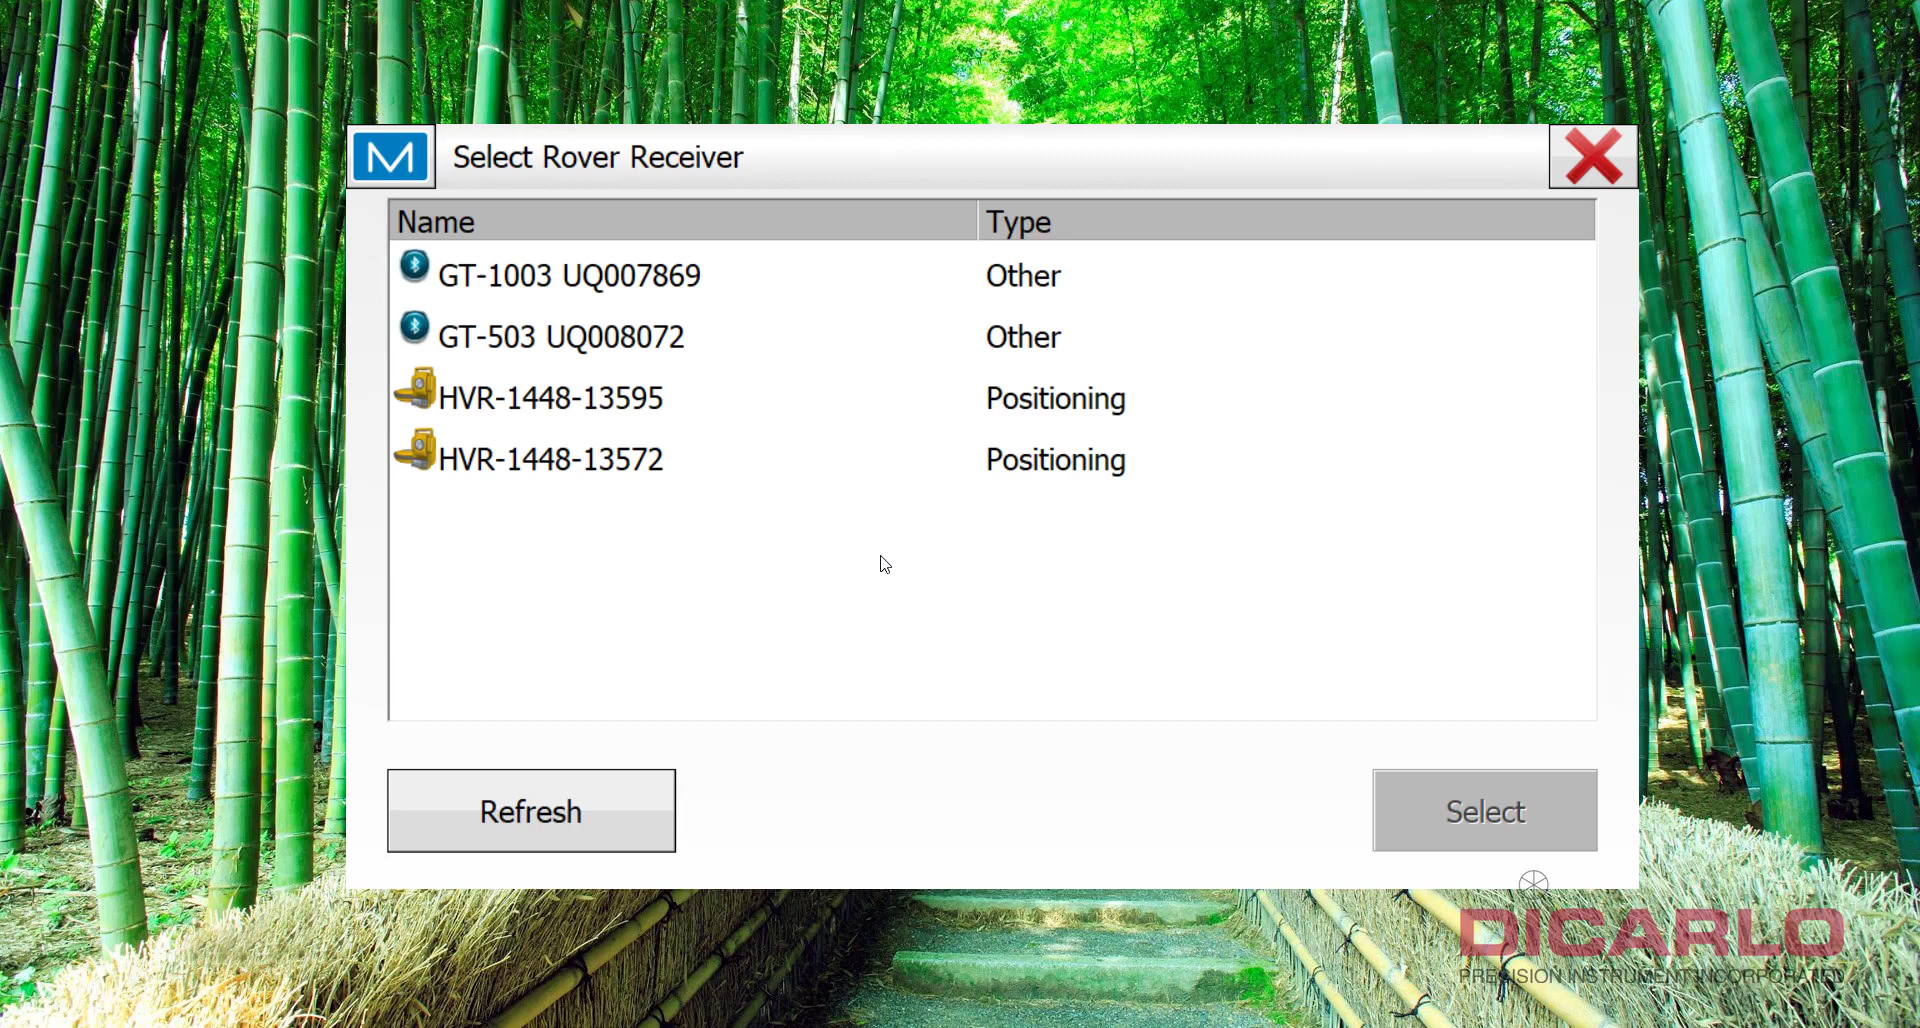 Select Rover Receiver
Name Type
GT-1003 UQ007869 Other
GT-503 UQ008072 Other
HVR-1448-13595 Positioning
HVR-1448-13572 Positioning
Refresh Select
DICARLO
PRECISION INSTRUMENT INCORPORATED